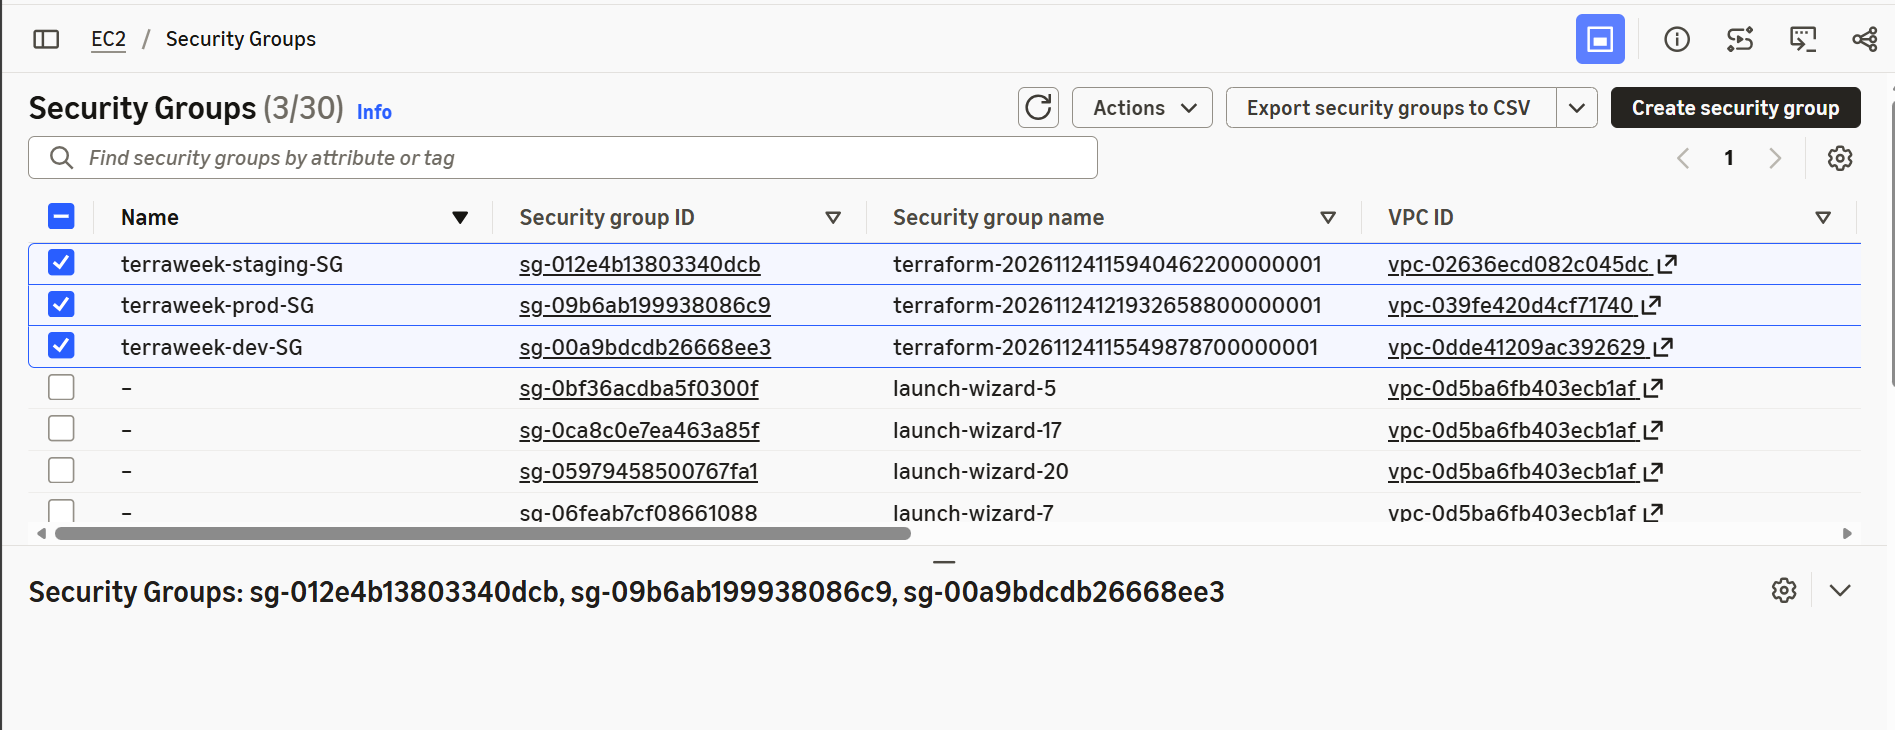 EC2 / Security Groups
Security Groups (3/30) Info
Actions
Export security groups to CSV
Create security group
Find security groups by attribute or tag
1
Name Security group ID Security group name VPC ID
terraweek-staging-SG sg-012e4b13803340dcb terraform-20261124115940462200000001 vpc-02636ecd082c045dc
terraweek-prod-SG sg-09b6ab199938086c9 terraform-20261124121932658800000001 vpc-039fe420d4cf71740
terraweek-dev-SG sg-00a9bdcdb26668ee3 terraform-20261124115549878700000001 vpc-0dde41209ac392629
– sg-0bf36acdba5f0300f launch-wizard-5 vpc-0d5ba6fb403ecb1af
– sg-0ca8c0e7ea463a85f launch-wizard-17 vpc-0d5ba6fb403ecb1af
– sg-05979458500767fa1 launch-wizard-20 vpc-0d5ba6fb403ecb1af
– sg-06feab7cf08661088 launch-wizard-7 vpc-0d5ba6fb403ecb1af
Security Groups: sg-012e4b13803340dcb, sg-09b6ab199938086c9, sg-00a9bdcdb26668ee3